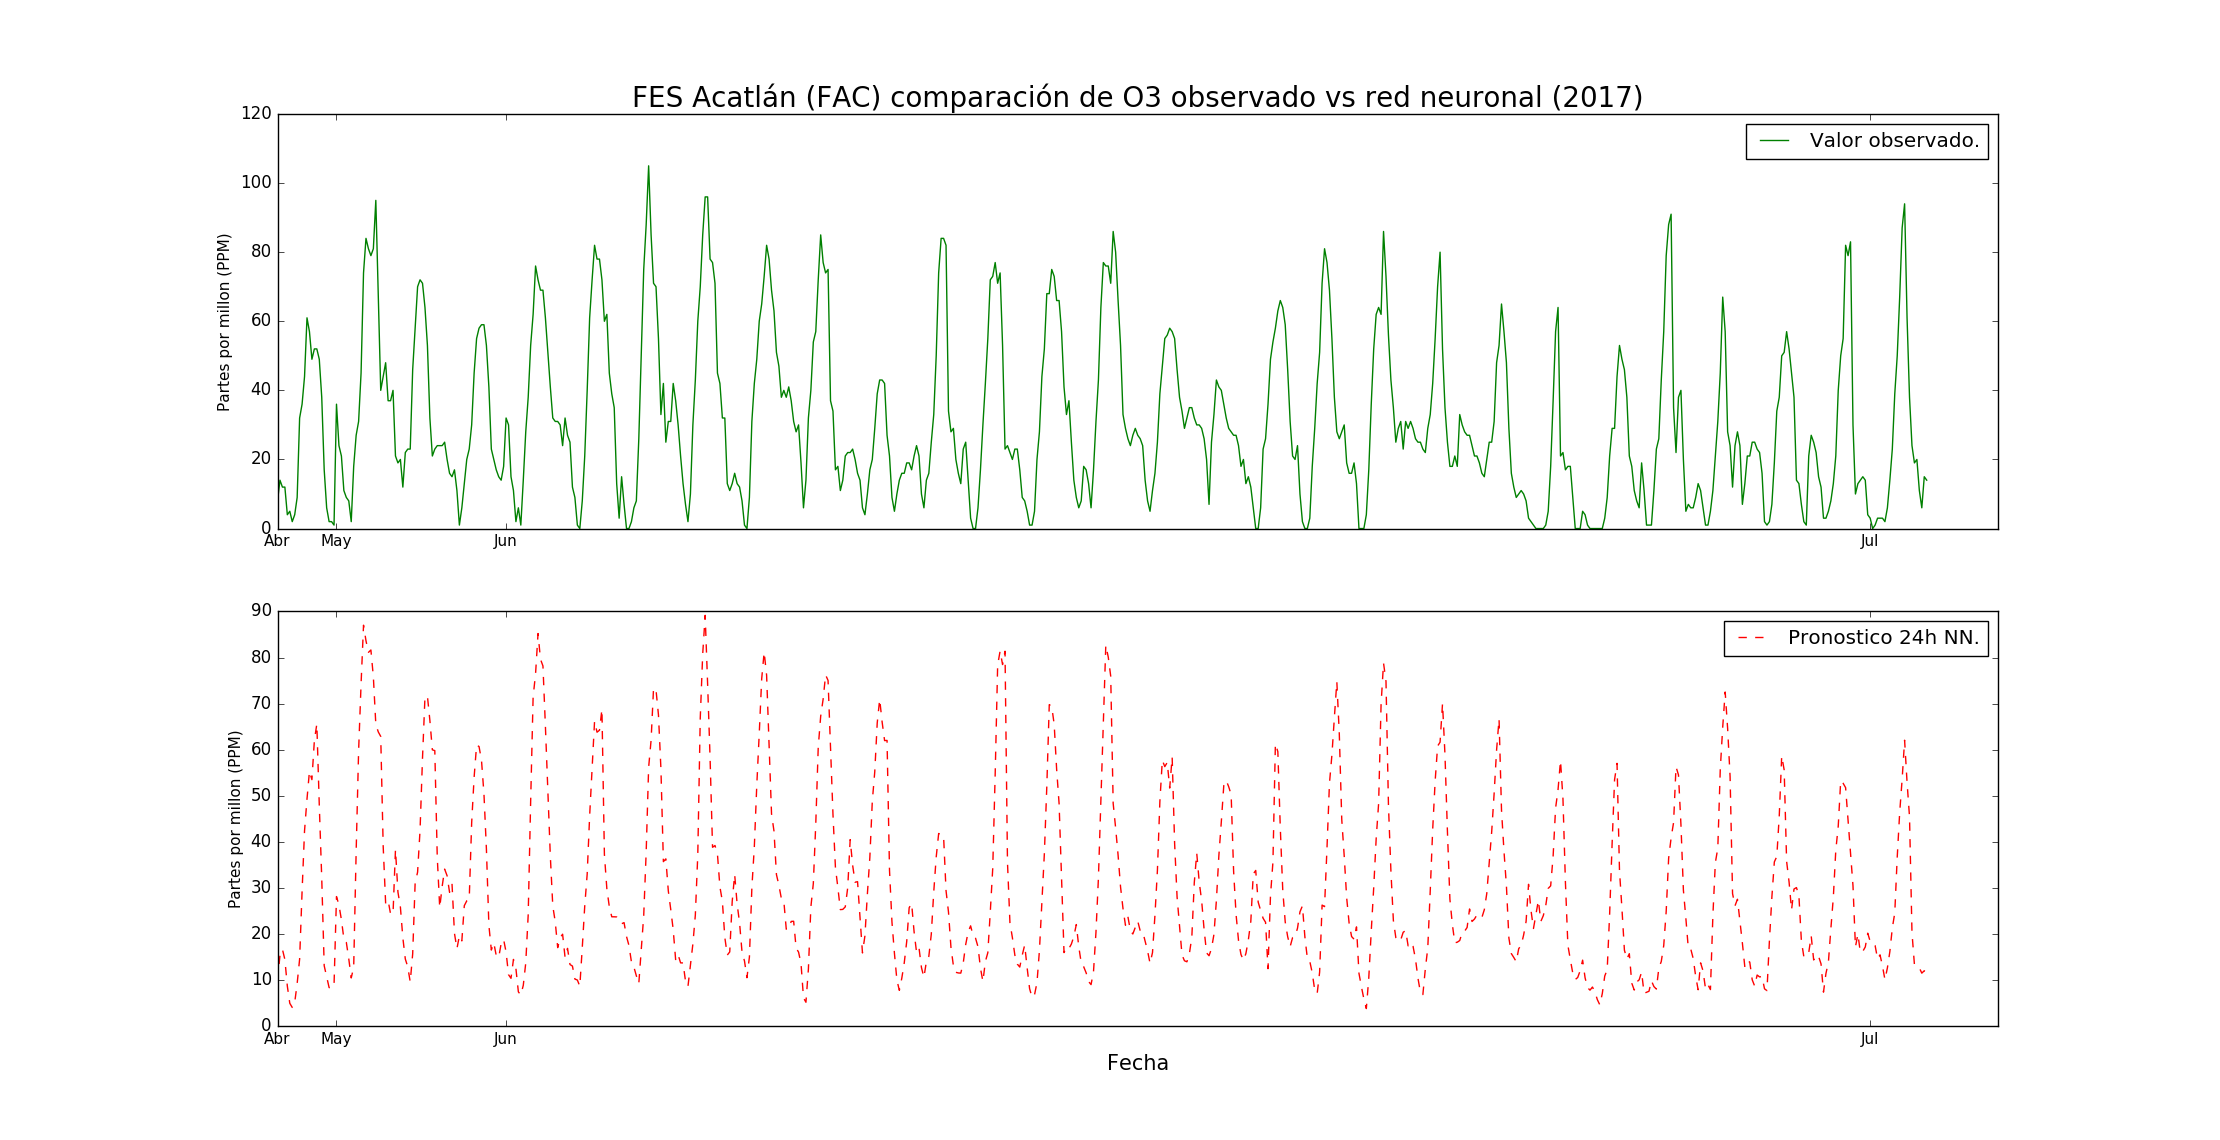 FES Acatlán (FAC) comparación de O3 observado vs red neuronal (2017)
120
100
80
60
40
20
0
Partes por millon (PPM)
Valor observado.
Abr May Jun Jul
90
80
70
60
50
40
30
20
10
0
Partes por millon (PPM)
Pronostico 24h NN.
Abr May Jun Jul
Fecha